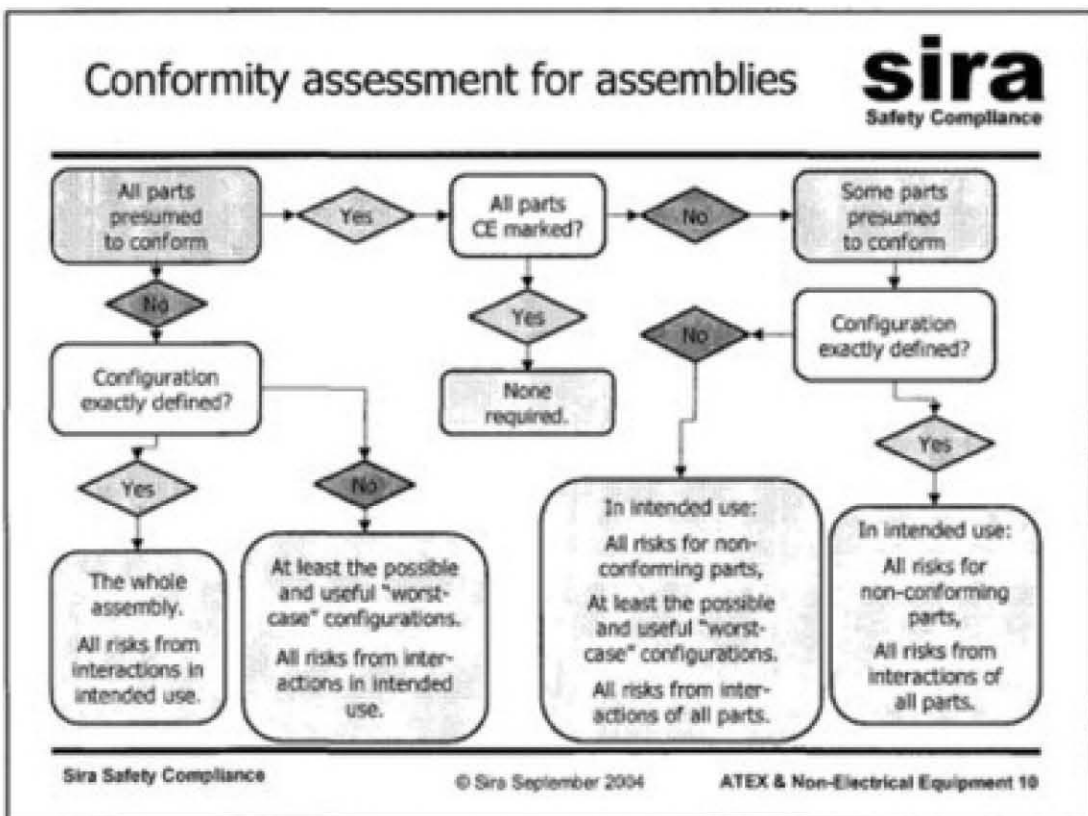 Conformity assessment for assemblies
sira
Safety Compliance
All parts
presumed
to conform
Yes
All parts
CE marked?
No
Some parts
presumed
to conform
No
Yes
No
Configuration
exactly defined?
Configuration
exactly defined?
None
required.
Yes
Yes
No
The whole
assembly.
All risks from
interactions in
intended use.
At least the possible
and useful "worst-
case" configurations.
All risks from inter-
actions in intended
use.
In intended use:
All risks for non-
conforming parts,
At least the possible
and useful "worst-
case" configurations.
All risks from inter-
actions of all parts.
In intended use:
All risks for
non-conforming
parts,
All risks from
interactions of
all parts.
Sira Safety Compliance
© Sira September 2004
ATEX & Non-Electrical Equipment 10